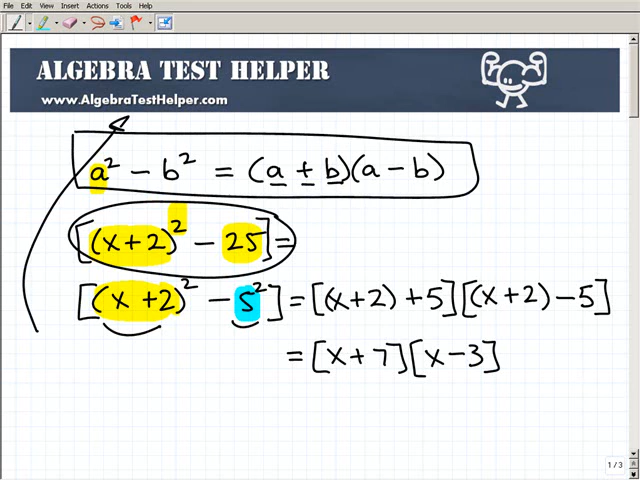 File Edit View Insert Actions Tools Help
ALGEBRA TEST HELPER
www.AlgebraTestHelper.com
a² − b² = (a + b)(a − b)
[(x+2)² − 25] =
[(x+2)² − 5²] = [(x+2)+5][(x+2)−5]
= [x+7][x−3]
1/3